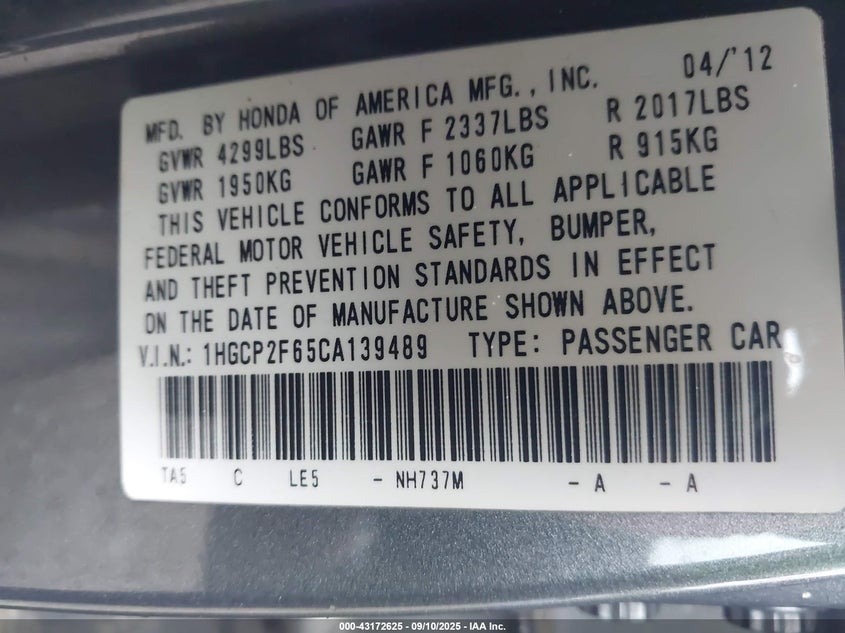 04/'12
MFD. BY HONDA OF AMERICA MFG., INC.
GVWR 4299LBS GAWR F 2337LBS R 2017LBS
GVWR 1950KG GAWR F 1060KG R 915KG
THIS VEHICLE CONFORMS TO ALL APPLICABLE
FEDERAL MOTOR VEHICLE SAFETY, BUMPER,
AND THEFT PREVENTION STANDARDS IN EFFECT
ON THE DATE OF MANUFACTURE SHOWN ABOVE.
V.I.N.: 1HGCP2F65CA139489 TYPE: PASSENGER CAR
TA5 C LE5 - NH737M - A - A
000-43172625 - 09/10/2025 - IAA Inc.